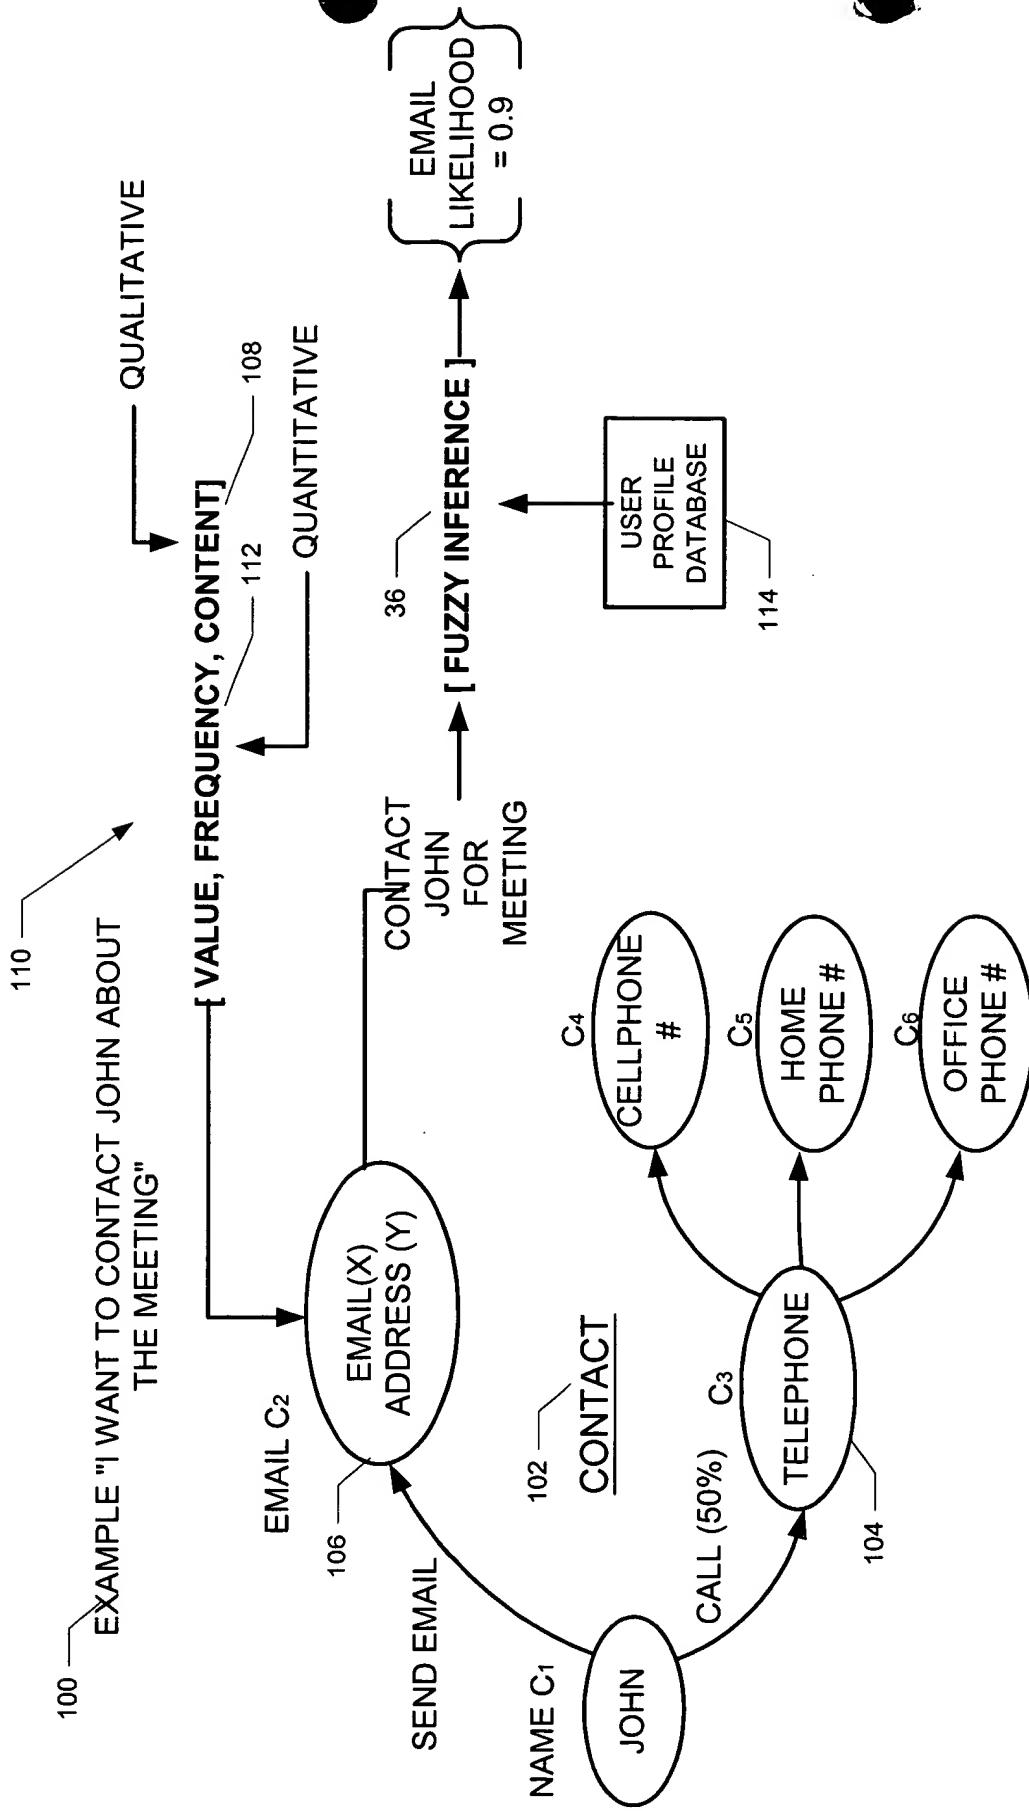 100
EXAMPLE "I WANT TO CONTACT JOHN ABOUT
THE MEETING"
110
[ VALUE, FREQUENCY, CONTENT]
QUALITATIVE
112
108
QUANTITATIVE
EMAIL C2
106
EMAIL(X)
ADDRESS (Y)
CONTACT
JOHN
FOR
MEETING
36
[ FUZZY INFERENCE ]
EMAIL
LIKELIHOOD
= 0.9
USER
PROFILE
DATABASE
114
SEND EMAIL
102
CONTACT
NAME C1
JOHN
CALL (50%)
C3
TELEPHONE
104
C4
CELLPHONE
#
C5
HOME
PHONE #
C6
OFFICE
PHONE #